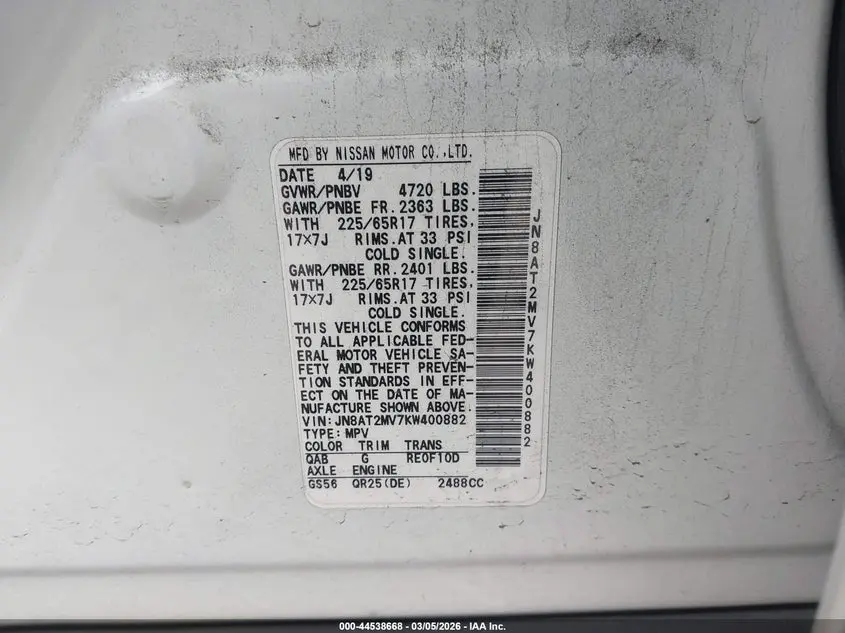 MFD BY NISSAN MOTOR CO.,LTD.
DATE 4/19
GVWR/PNBV 4720 LBS.
GAWR/PNBE FR.2363 LBS.
WITH 225/65R17 TIRES,
17×7J RIMS.AT 33 PSI
COLD SINGLE.
GAWR/PNBE RR.2401 LBS.
WITH 225/65R17 TIRES,
17×7J RIMS.AT 33 PSI
COLD SINGLE.
THIS VEHICLE CONFORMS
TO ALL APPLICABLE FED-
ERAL MOTOR VEHICLE SA-
FETY AND THEFT PREVEN-
TION STANDARDS IN EFF-
ECT ON THE DATE OF MA-
NUFACTURE SHOWN ABOVE.
VIN:JN8AT2MV7KW400882
TYPE:MPV
COLOR TRIM TRANS
QAB G RE0F10D
AXLE ENGINE
GS56 QR25(DE) 2488CC
JN8AT2MV7KW400882
000-44538668 - 03/05/2026 - IAA Inc.